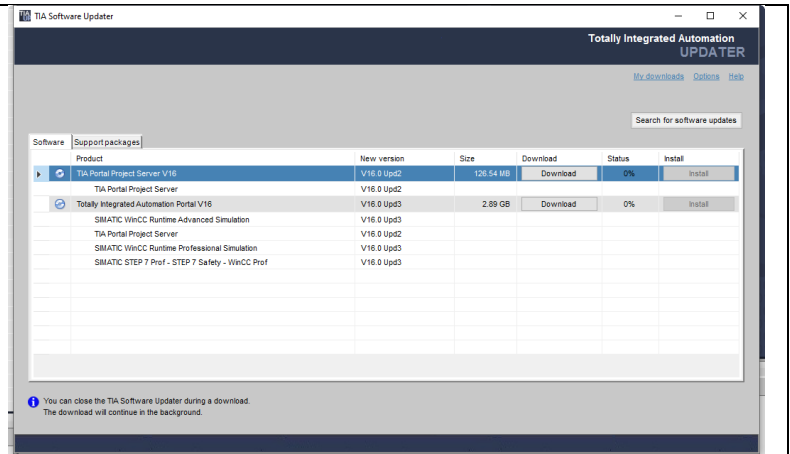 TIA Software Updater
Totally Integrated Automation
UPDATER
My downloads Options Help
Search for software updates
Software Support packages
Product New version Size Download Status Install
TIA Portal Project Server V16 V16.0 Upd2 126.54 MB Download 0% Install
TIA Portal Project Server V16.0 Upd2
Totally Integrated Automation Portal V16 V16.0 Upd3 2.89 GB Download 0% Install
SIMATIC WinCC Runtime Advanced Simulation V16.0 Upd3
TIA Portal Project Server V16.0 Upd2
SIMATIC WinCC Runtime Professional Simulation V16.0 Upd3
SIMATIC STEP 7 Prof - STEP 7 Safety - WinCC Prof V16.0 Upd3
You can close the TIA Software Updater during a download.
The download will continue in the background.